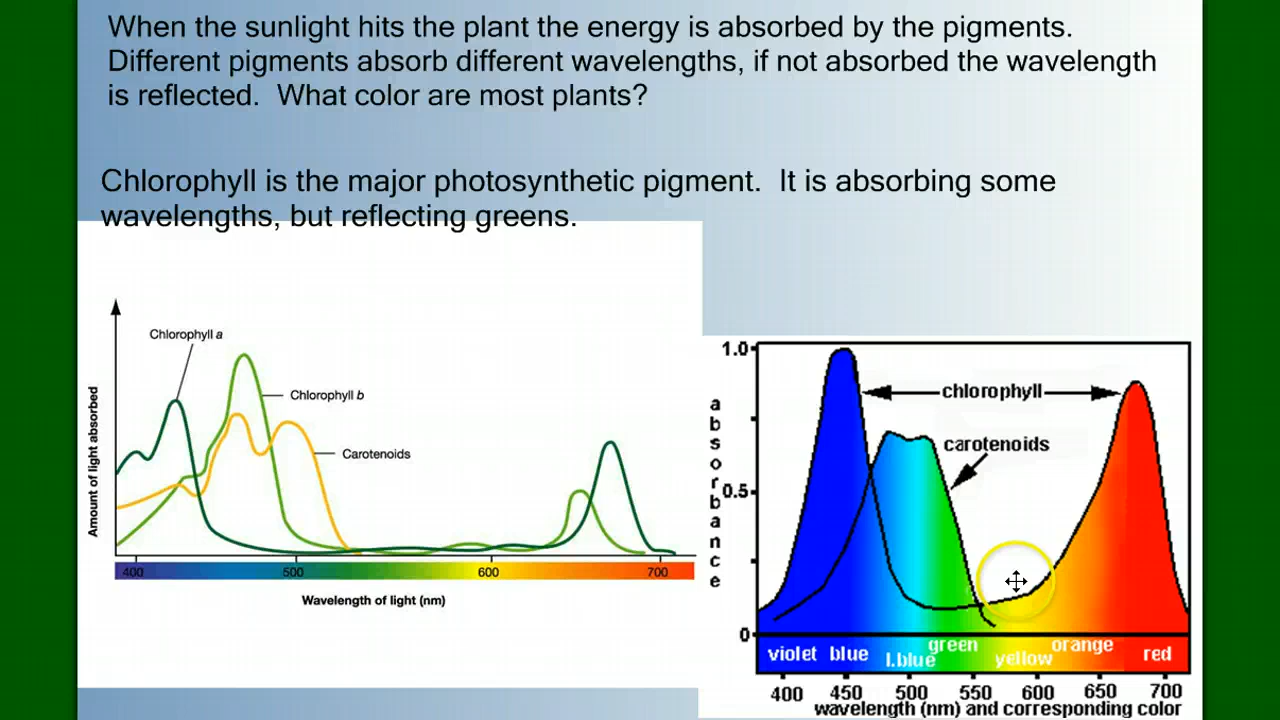 When the sunlight hits the plant the energy is absorbed by the pigments.
Different pigments absorb different wavelengths, if not absorbed the wavelength
is reflected.  What color are most plants?
Chlorophyll is the major photosynthetic pigment.  It is absorbing some
wavelengths, but reflecting greens.
Chlorophyll a
Chlorophyll b
Carotenoids
Amount of light absorbed
400 500 600 700
Wavelength of light (nm)
1.0
chlorophyll
carotenoids
absorbance
0.5
0
violet blue l.blue green yellow orange red
400 450 500 550 600 650 700
wavelength (nm) and corresponding color